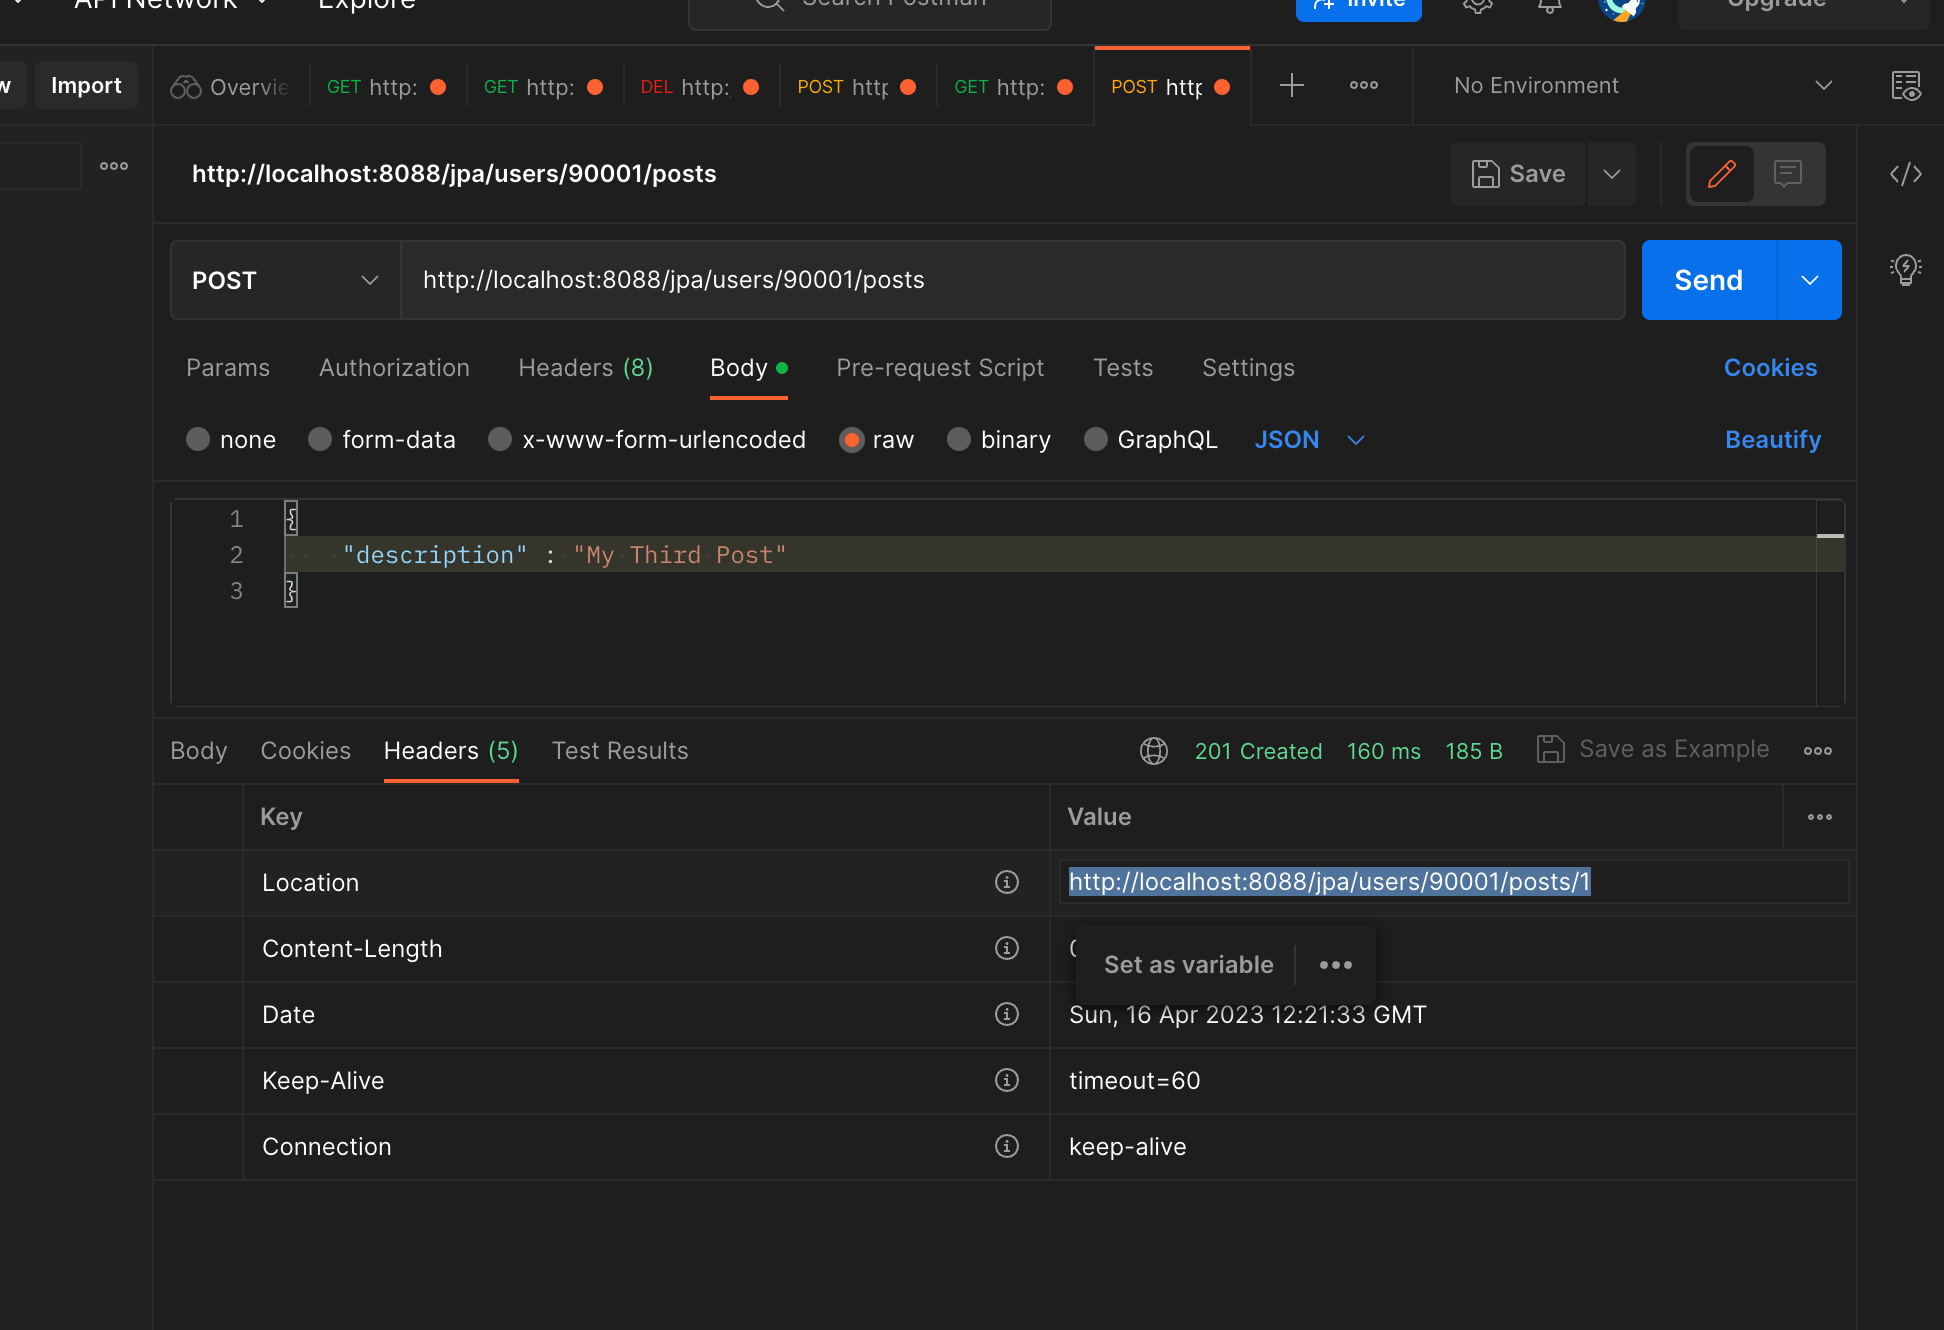 API Network Explore Search Postman Invite Upgrade
Import Overvie GET http: GET http: DEL http: POST http GET http: POST http No Environment
http://localhost:8088/jpa/users/90001/posts Save
POST http://localhost:8088/jpa/users/90001/posts Send
Params Authorization Headers (8) Body Pre-request Script Tests Settings Cookies
none form-data x-www-form-urlencoded raw binary GraphQL JSON Beautify
1 {
2 "description" : "My Third Post"
3 }
Body Cookies Headers (5) Test Results 201 Created 160 ms 185 B Save as Example
Key Value
Location http://localhost:8088/jpa/users/90001/posts/1
Content-Length
Set as variable
Date Sun, 16 Apr 2023 12:21:33 GMT
Keep-Alive timeout=60
Connection keep-alive